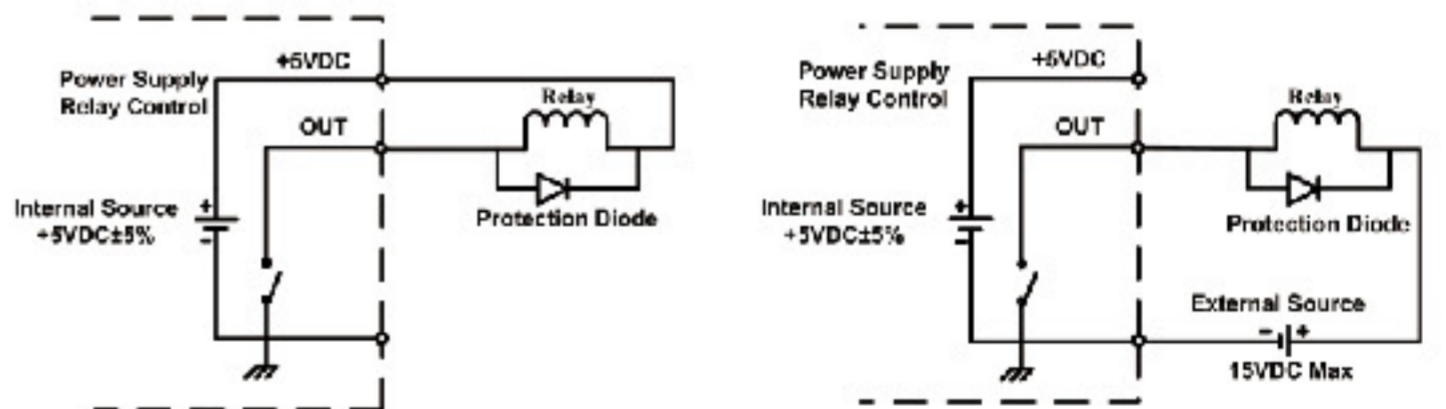 +5VDC
Power Supply
Relay Control
Relay
OUT
Protection Diode
Internal Source
+5VDC±5%
+
-
+5VDC
Power Supply
Relay Control
Relay
OUT
Protection Diode
Internal Source
+5VDC±5%
+
-
External Source
- +
15VDC Max